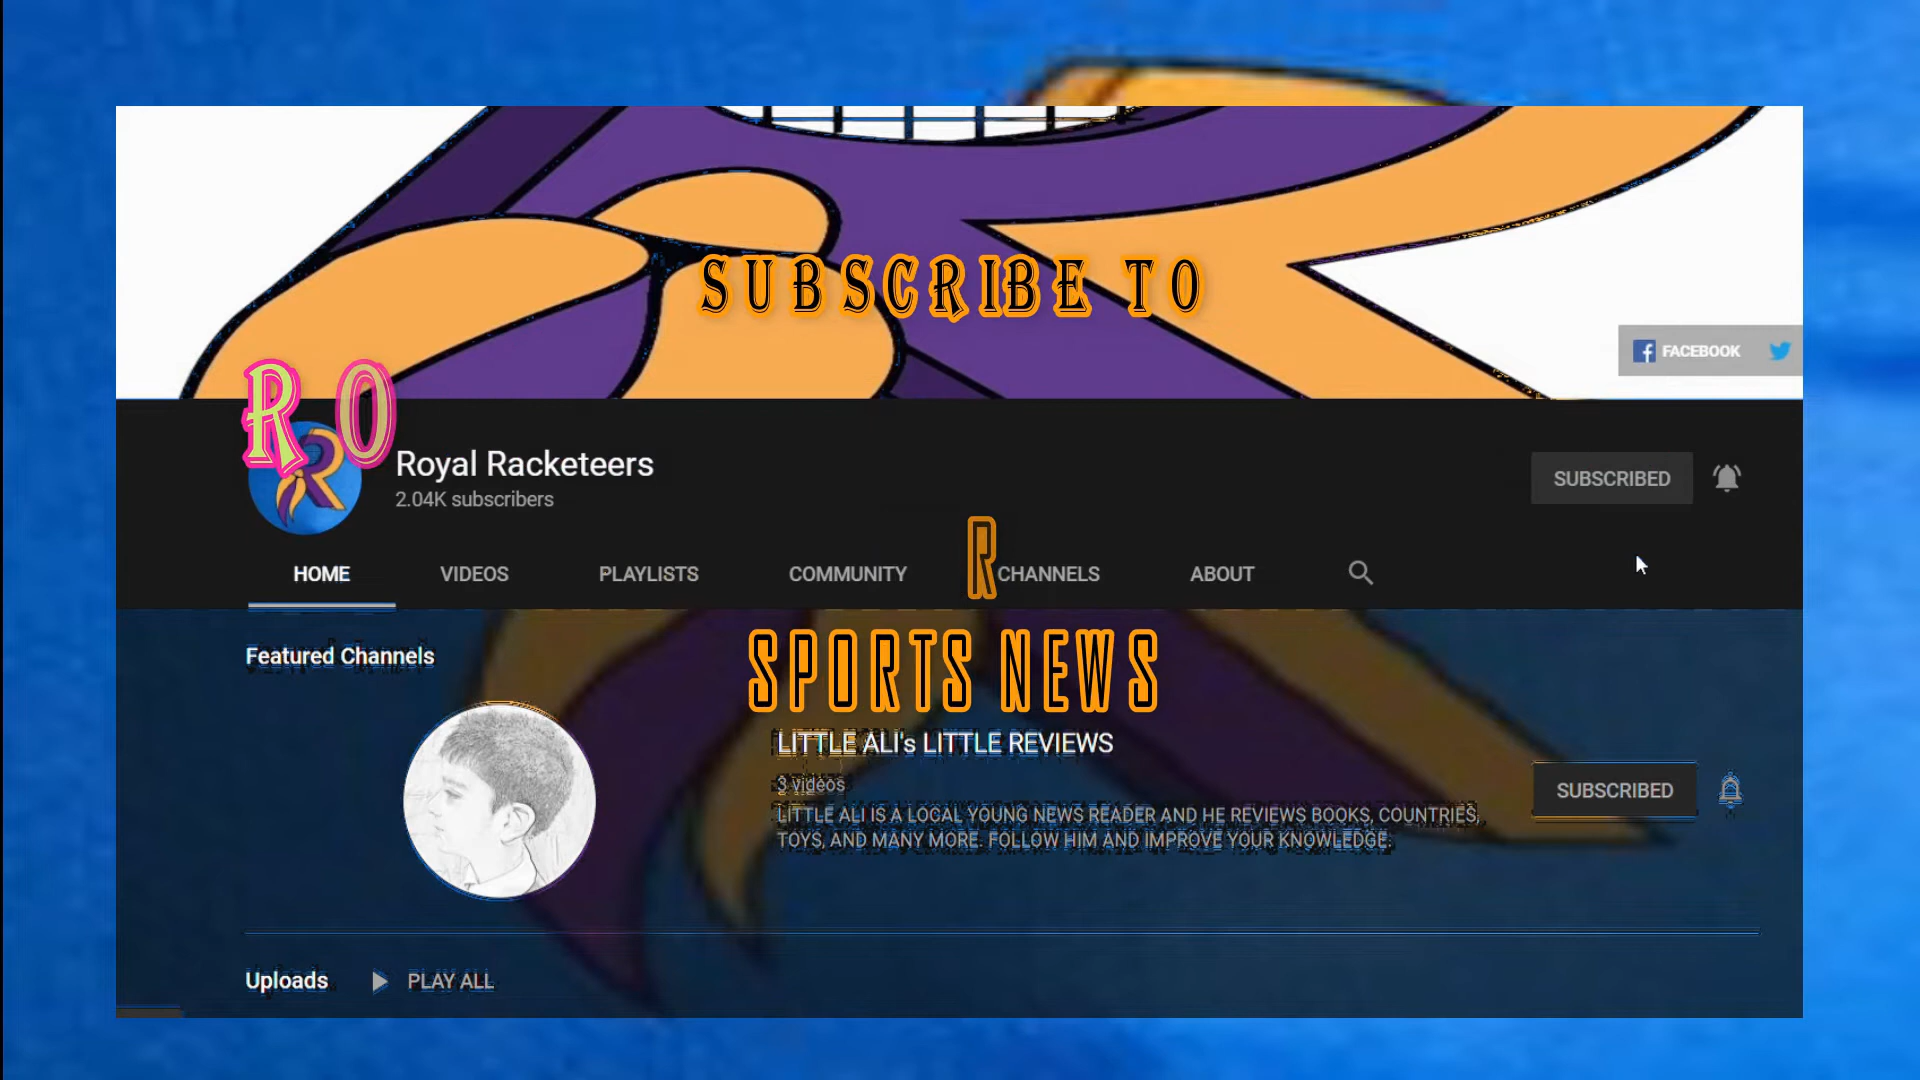 SUBSCRIBE TO
FACEBOOK
R O
Royal Racketeers
2.04K subscribers
SUBSCRIBED
R
HOME VIDEOS PLAYLISTS COMMUNITY CHANNELS ABOUT
Featured Channels
SPORTS NEWS
LITTLE ALI's LITTLE REVIEWS
3 videos
LITTLE ALI IS A LOCAL YOUNG NEWS READER AND HE REVIEWS BOOKS, COUNTRIES,
TOYS, AND MANY MORE. FOLLOW HIM AND IMPROVE YOUR KNOWLEDGE.
SUBSCRIBED
Uploads PLAY ALL